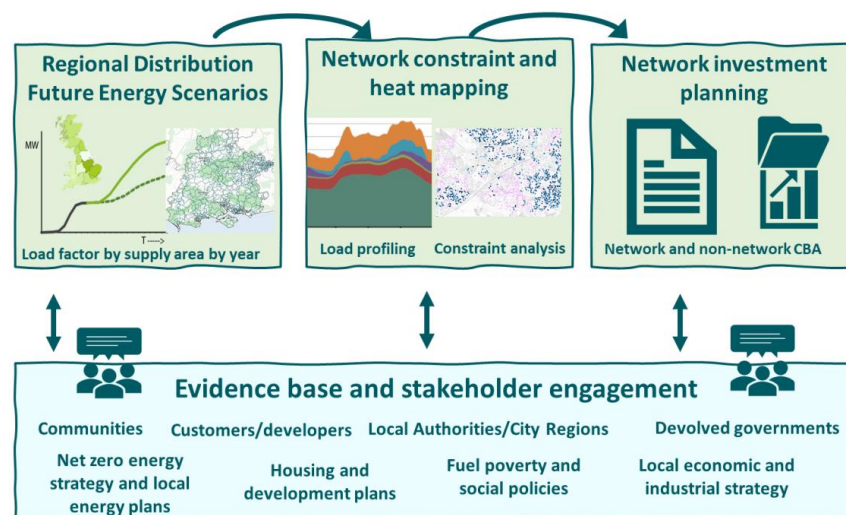 Regional Distribution
Future Energy Scenarios
MW
T ---->
Load factor by supply area by year
Network constraint and
heat mapping
Load profiling
Constraint analysis
Network investment
planning
Network and non-network CBA
Evidence base and stakeholder engagement
Communities
Customers/developers
Local Authorities/City Regions
Devolved governments
Net zero energy
strategy and local
energy plans
Housing and
development plans
Fuel poverty and
social policies
Local economic and
industrial strategy